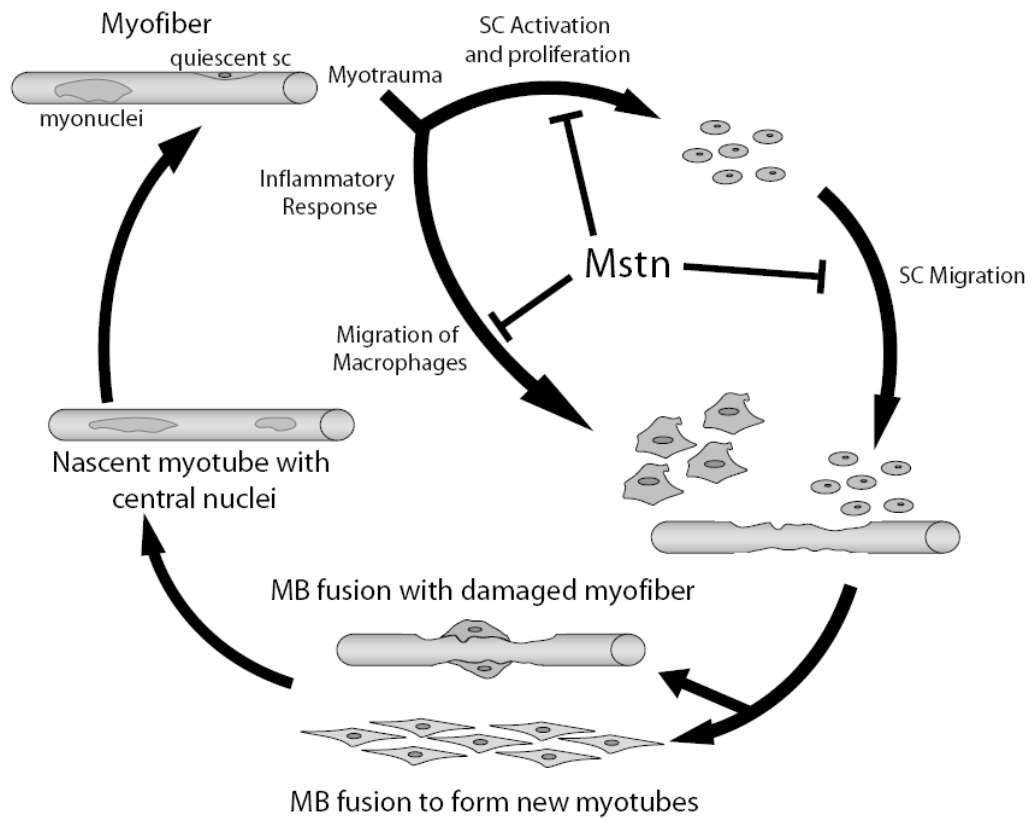 Myofiber
quiescent sc
myonuclei
Myotrauma
SC Activation
and proliferation
Inflammatory
Response
Mstn
SC Migration
Migration of
Macrophages
Nascent myotube with
central nuclei
MB fusion with damaged myofiber
MB fusion to form new myotubes